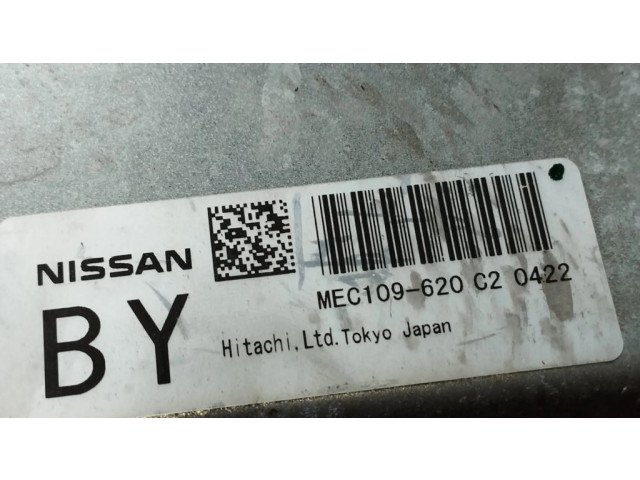 NISSAN
BY
MEC109-620 C2 0422
Hitachi,Ltd.Tokyo Japan